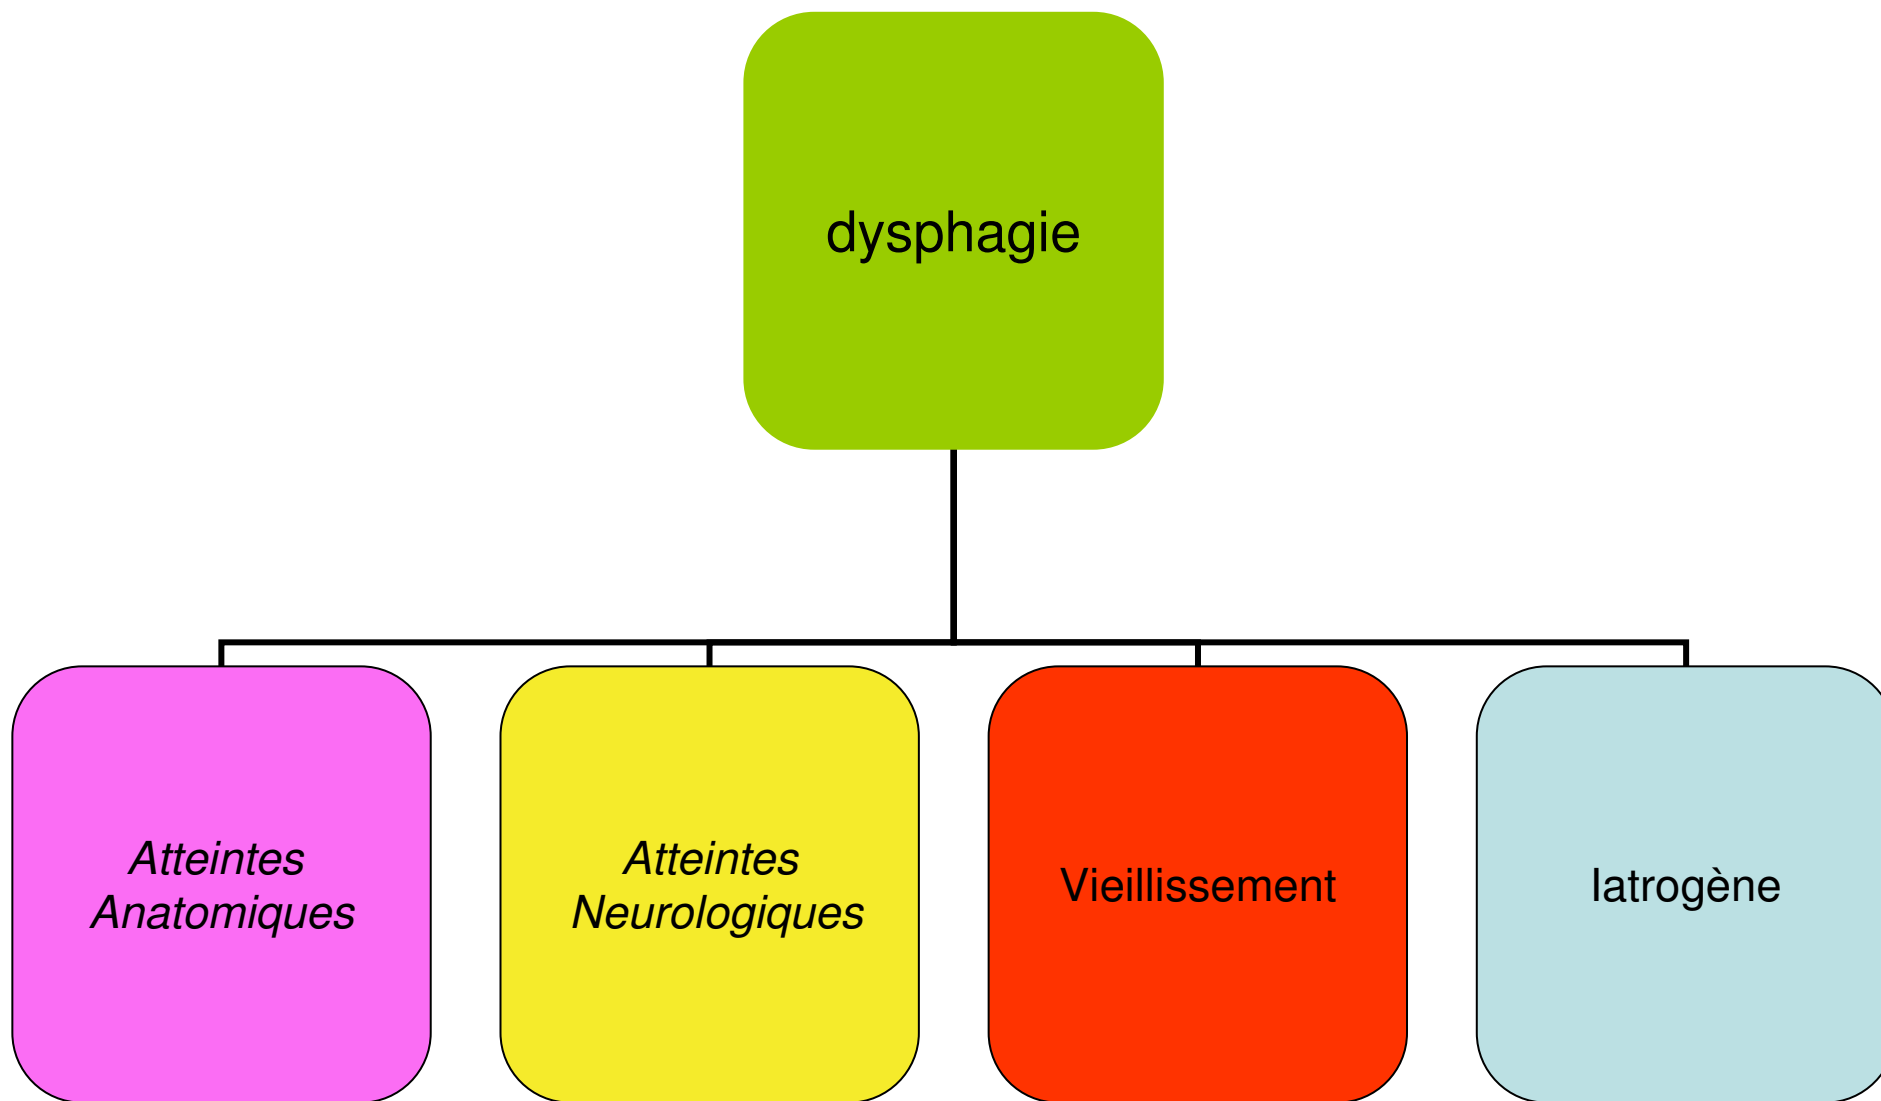 dysphagie
Atteintes
Anatomiques
Atteintes
Neurologiques
Vieillissement
Iatrogène